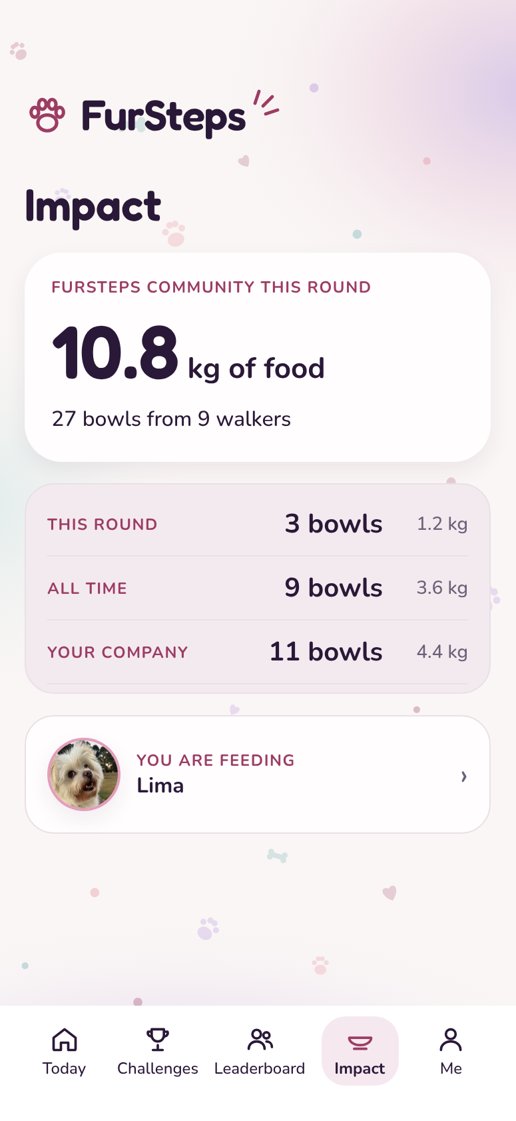 FurSteps
Impact
FURSTEPS COMMUNITY THIS ROUND
10.8 kg of food
27 bowls from 9 walkers
THIS ROUND 3 bowls 1.2 kg
ALL TIME 9 bowls 3.6 kg
YOUR COMPANY 11 bowls 4.4 kg
YOU ARE FEEDING
Lima
Today Challenges Leaderboard Impact Me